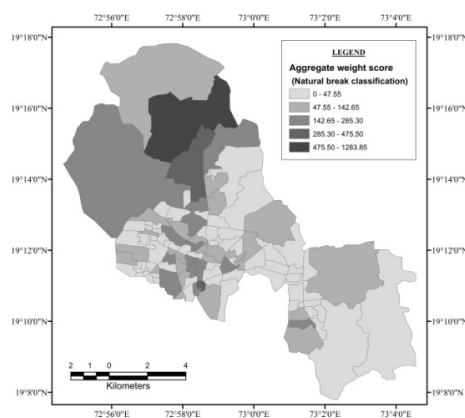 72°56'0"E 72°58'0"E 73°0'0"E 73°2'0"E 73°4'0"E
19°18'0"N
19°16'0"N
19°14'0"N
19°12'0"N
19°10'0"N
19°8'0"N
LEGEND
Aggregate weight score
(Natural break classification)
0 - 47.55
47.55 - 142.65
142.65 - 285.30
285.30 - 475.50
475.50 - 1283.85
19°18'0"N
19°16'0"N
19°14'0"N
19°12'0"N
19°10'0"N
19°8'0"N
2 1 0 2 4
Kilometers
72°56'0"E 72°58'0"E 73°0'0"E 73°2'0"E 73°4'0"E